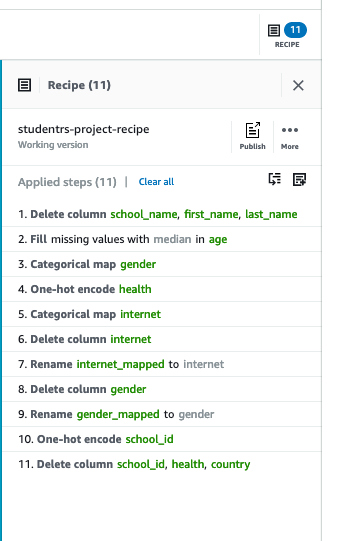 11
RECIPE
Recipe (11)
studentrs-project-recipe
Working version
Publish
More
Applied steps (11) | Clear all
1. Delete column school_name, first_name, last_name
2. Fill missing values with median in age
3. Categorical map gender
4. One-hot encode health
5. Categorical map internet
6. Delete column internet
7. Rename internet_mapped to internet
8. Delete column gender
9. Rename gender_mapped to gender
10. One-hot encode school_id
11. Delete column school_id, health, country